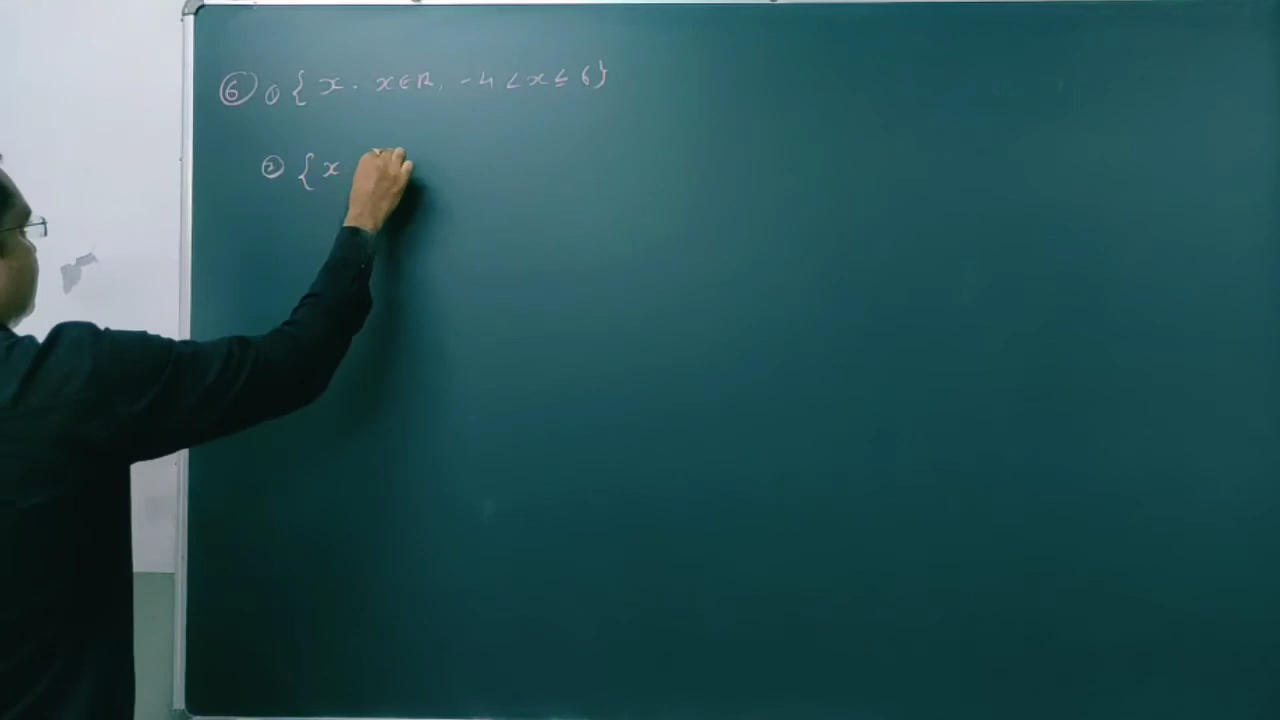 ⑥ ① { x . x ∈ R, -4 < x ≤ 6}
② { x